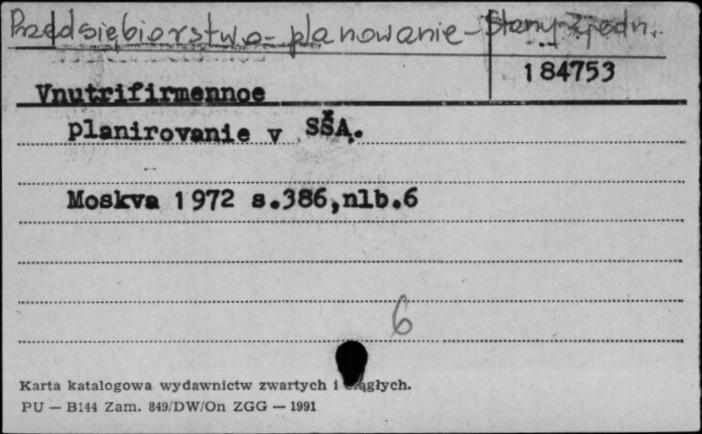 Przedsiębiorstwo - planowanie - Stany Zjedn.
184753
Vnutrifirmennoe
planirovanie v SŠA.
Moskva 1972 s.386,nlb.6
6
Karta katalogowa wydawnictw zwartych i ciągłych.
PU — B144 Zam. 849/DW/On ZGG — 1991